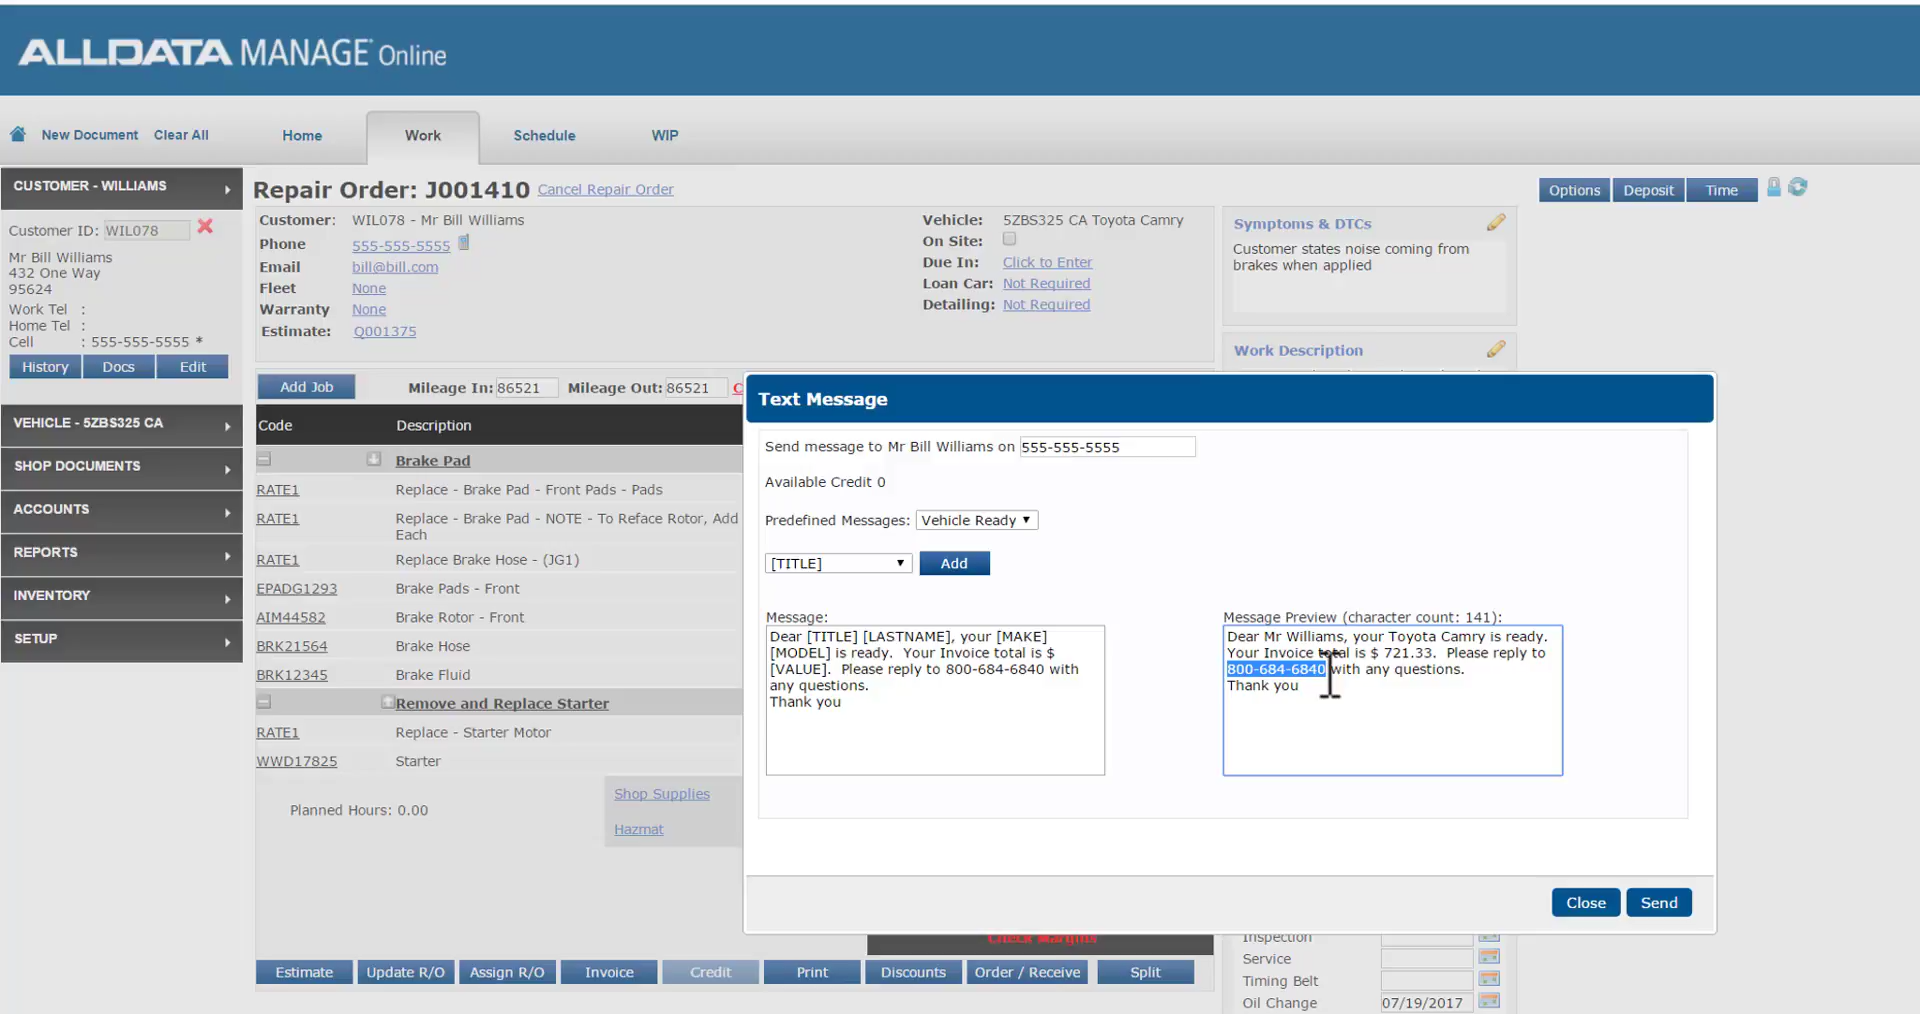 ALLDATA MANAGE Online
New Document Clear All Home Work Schedule WIP
CUSTOMER - WILLIAMS
Customer ID: WIL078
Mr Bill Williams
432 One Way
95624
Work Tel :
Home Tel :
Cell : 555-555-5555 *
History Docs Edit
VEHICLE - 5ZBS325 CA
SHOP DOCUMENTS
ACCOUNTS
REPORTS
INVENTORY
SETUP
Repair Order: J001410 Cancel Repair Order
Options Deposit Time
Customer: WIL078 - Mr Bill Williams
Phone 555-555-5555
Email bill@bill.com
Fleet None
Warranty None
Estimate: Q001375
Vehicle: 5ZBS325 CA Toyota Camry
On Site:
Due In: Click to Enter
Loan Car: Not Required
Detailing: Not Required
Symptoms & DTCs
Customer states noise coming from
brakes when applied
Work Description
Add Job Mileage In: 86521 Mileage Out: 86521
Code Description
Brake Pad
RATE1 Replace - Brake Pad - Front Pads - Pads
RATE1 Replace - Brake Pad - NOTE - To Reface Rotor, Add
Each
RATE1 Replace Brake Hose - (JG1)
EPADG1293 Brake Pads - Front
AIM44582 Brake Rotor - Front
BRK21564 Brake Hose
BRK12345 Brake Fluid
Remove and Replace Starter
RATE1 Replace - Starter Motor
WWD17825 Starter
Planned Hours: 0.00
Shop Supplies
Hazmat
Text Message
Send message to Mr Bill Williams on 555-555-5555
Available Credit 0
Predefined Messages: Vehicle Ready
[TITLE] Add
Message:
Dear [TITLE] [LASTNAME], your [MAKE]
[MODEL] is ready. Your Invoice total is $
[VALUE]. Please reply to 800-684-6840 with
any questions.
Thank you
Message Preview (character count: 141):
Dear Mr Williams, your Toyota Camry is ready.
Your Invoice total is $ 721.33. Please reply to
800-684-6840 with any questions.
Thank you
Close Send
Check Margins
Estimate Update R/O Assign R/O Invoice Credit Print Discounts Order / Receive Split
Inspection
Service
Timing Belt
Oil Change 07/19/2017